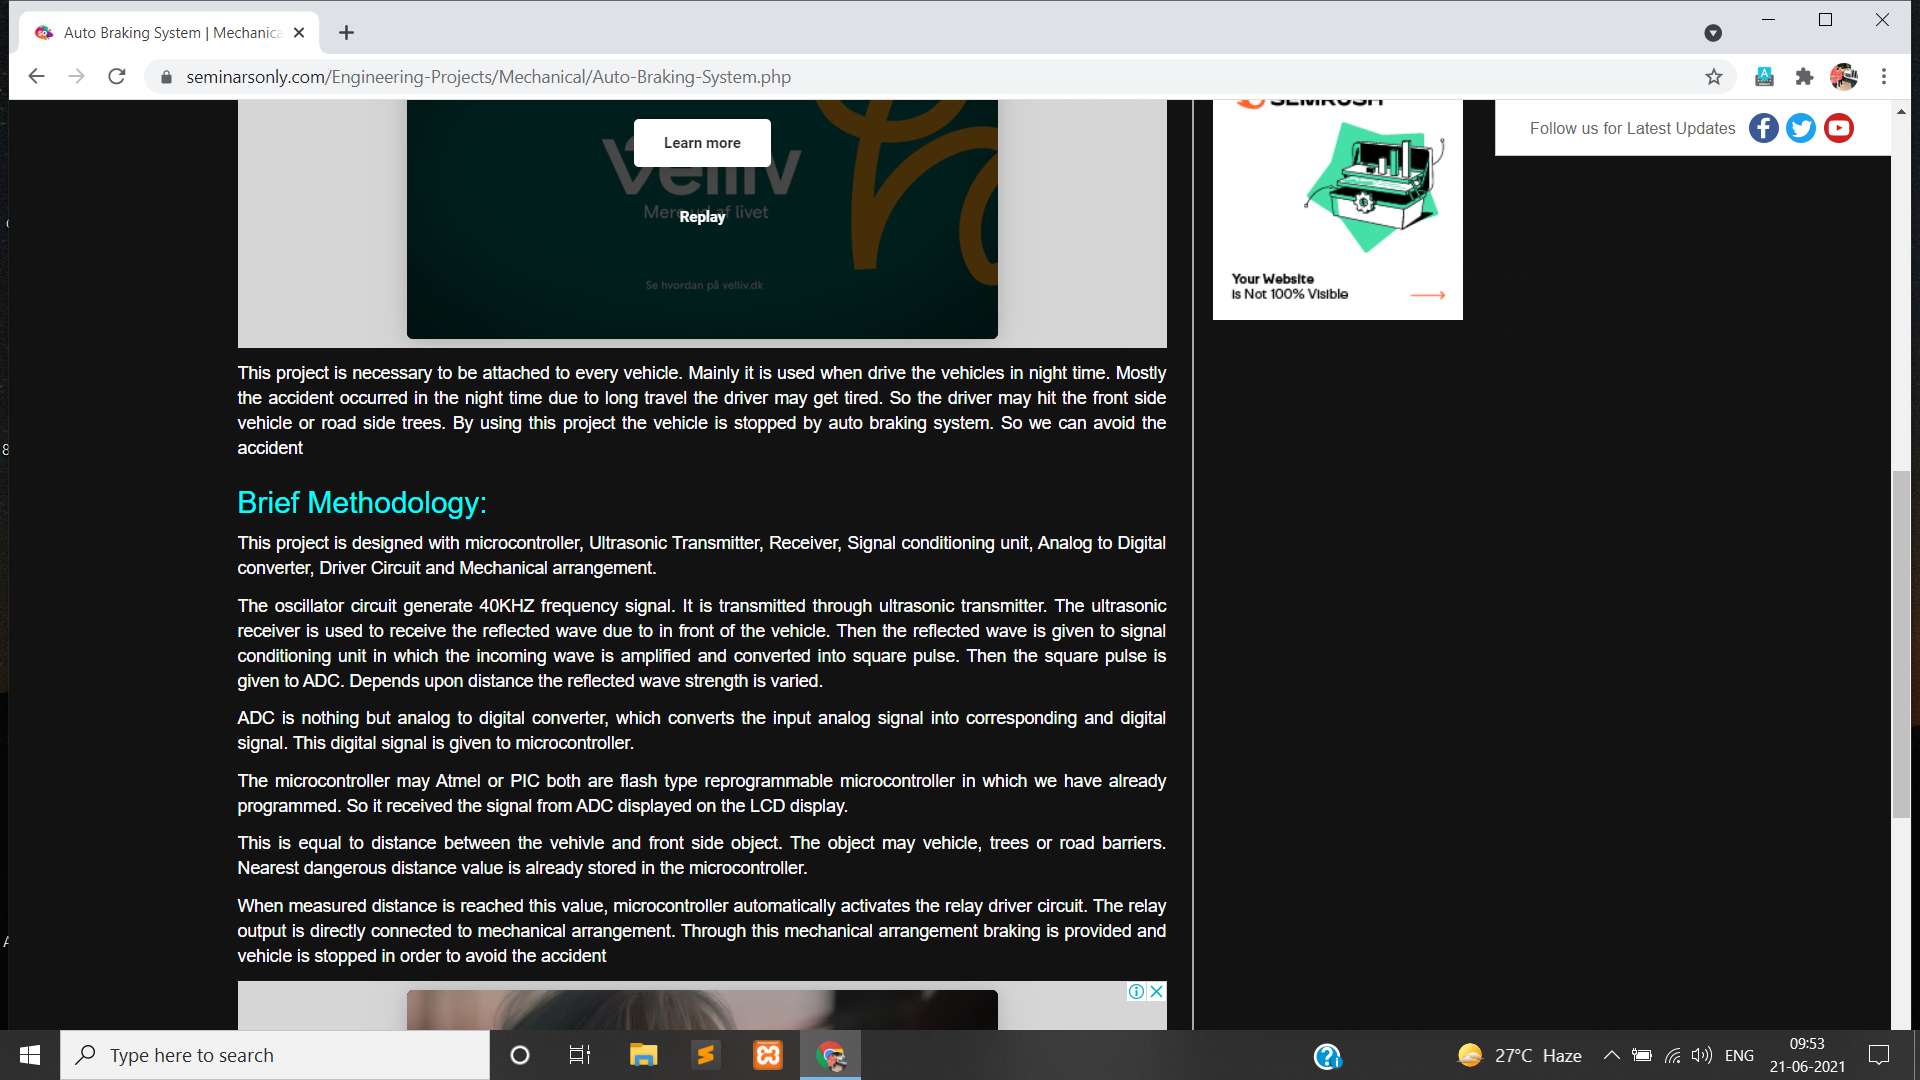 Auto Braking System | Mechanica
seminarsonly.com/Engineering-Projects/Mechanical/Auto-Braking-System.php
Learn more
velliv
Mere ud af livet
Replay
Se hvordan på velliv.dk
SEMRUSH
Your Website
is Not 100% Visible
Follow us for Latest Updates
This project is necessary to be attached to every vehicle. Mainly it is used when drive the vehicles in night time. Mostly
the accident occurred in the night time due to long travel the driver may get tired. So the driver may hit the front side
vehicle or road side trees. By using this project the vehicle is stopped by auto braking system. So we can avoid the
accident
Brief Methodology:
This project is designed with microcontroller, Ultrasonic Transmitter, Receiver, Signal conditioning unit, Analog to Digital
converter, Driver Circuit and Mechanical arrangement.
The oscillator circuit generate 40KHZ frequency signal. It is transmitted through ultrasonic transmitter. The ultrasonic
receiver is used to receive the reflected wave due to in front of the vehicle. Then the reflected wave is given to signal
conditioning unit in which the incoming wave is amplified and converted into square pulse. Then the square pulse is
given to ADC. Depends upon distance the reflected wave strength is varied.
ADC is nothing but analog to digital converter, which converts the input analog signal into corresponding and digital
signal. This digital signal is given to microcontroller.
The microcontroller may Atmel or PIC both are flash type reprogrammable microcontroller in which we have already
programmed. So it received the signal from ADC displayed on the LCD display.
This is equal to distance between the vehivle and front side object. The object may vehicle, trees or road barriers.
Nearest dangerous distance value is already stored in the microcontroller.
When measured distance is reached this value, microcontroller automatically activates the relay driver circuit. The relay
output is directly connected to mechanical arrangement. Through this mechanical arrangement braking is provided and
vehicle is stopped in order to avoid the accident
Type here to search
27°C Haze
ENG
09:53
21-06-2021